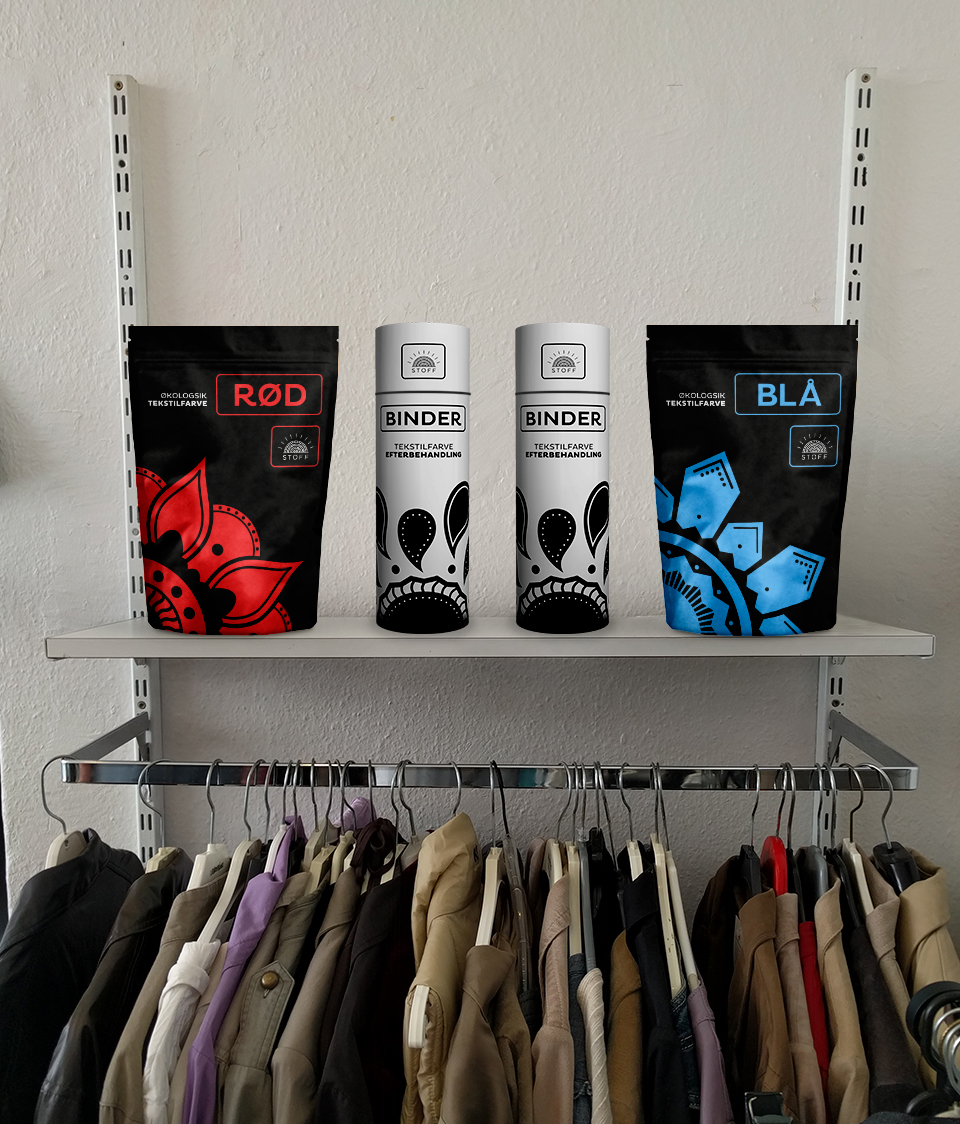 ØKOLOGSIK
TEKSTILFARVE
RØD
STOFF
STOFF
BINDER
TEKSTILFARVE
EFTERBEHANDLING
STOFF
BINDER
TEKSTILFARVE
EFTERBEHANDLING
ØKOLOGSIK
TEKSTILFARVE
BLÅ
STOFF